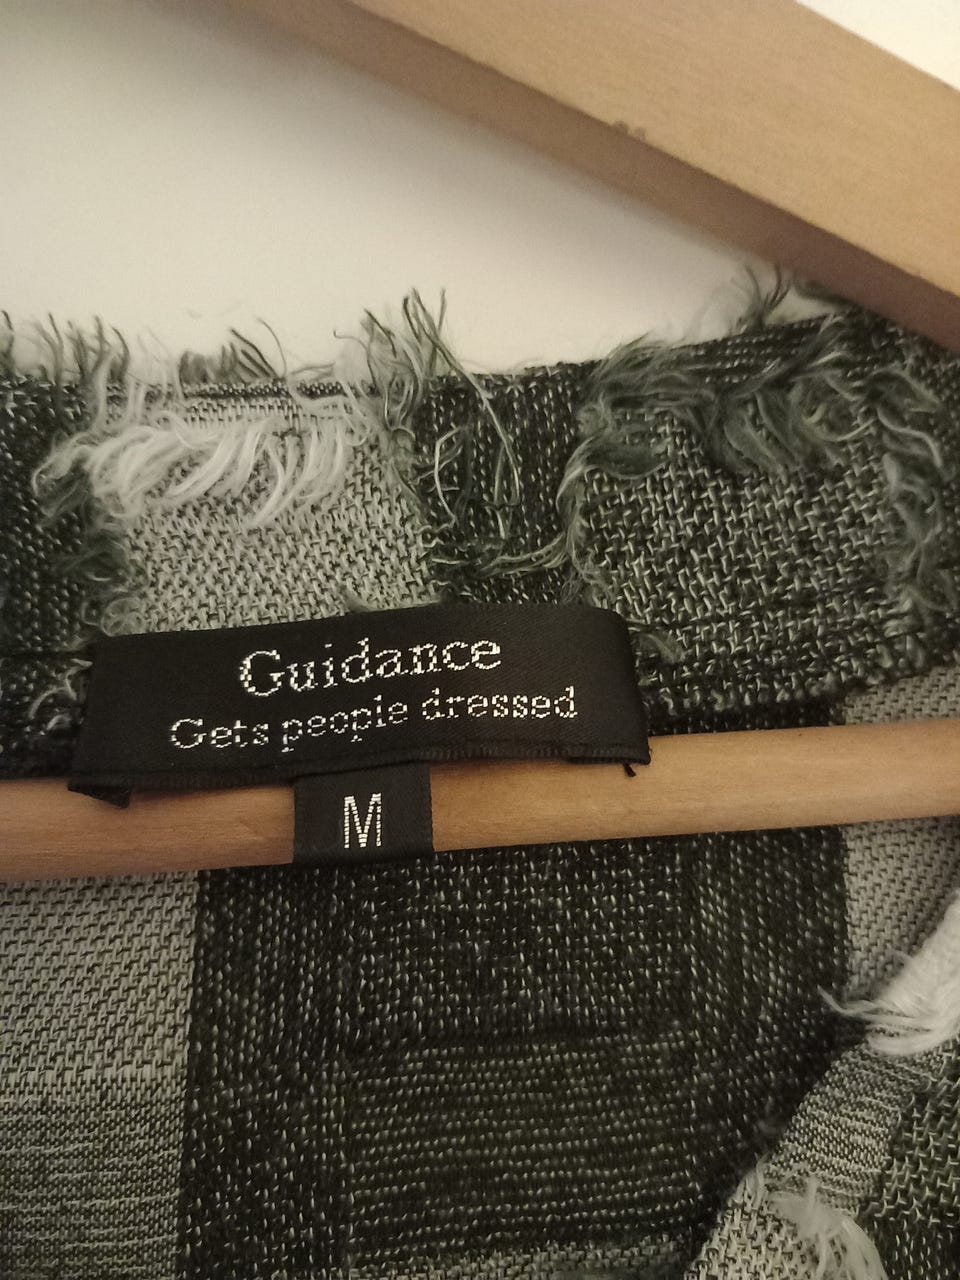 Guidance
Gets people dressed
M